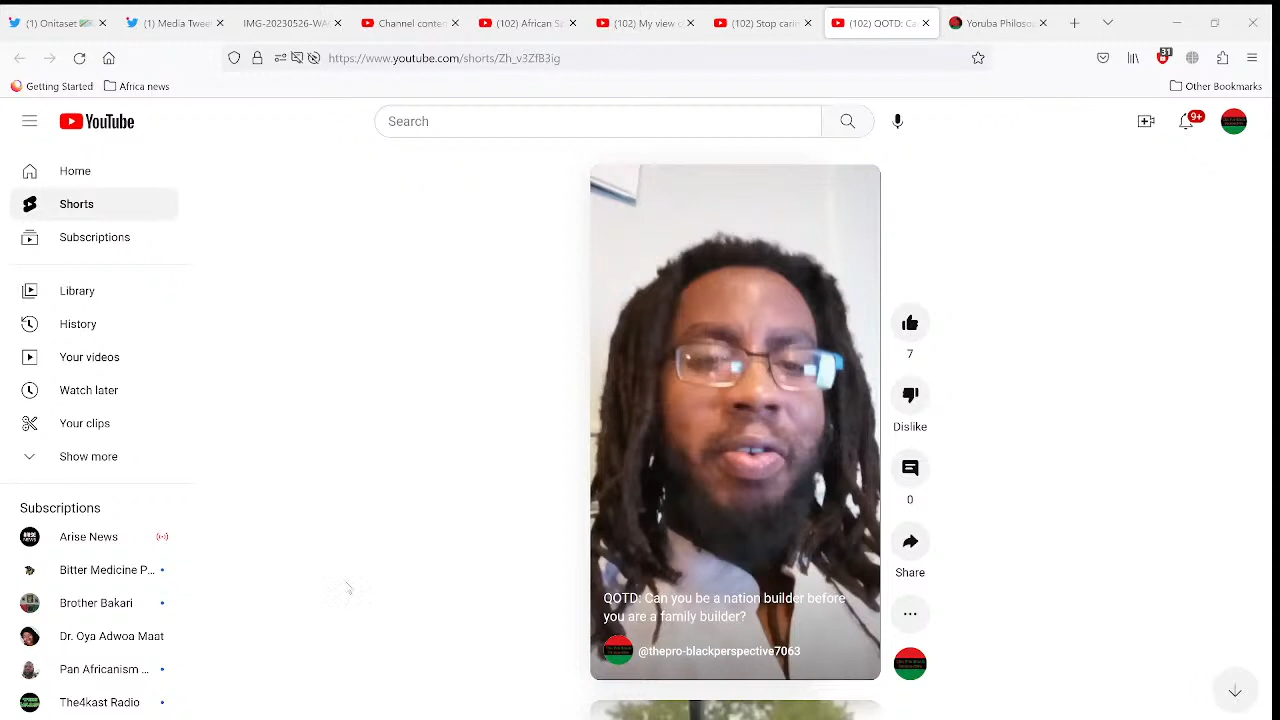 (1) Onitaset
(1) Media Tweet
IMG-20230526-WA
Channel conten
(102) African S
(102) My view o
(102) Stop carin
(102) QOTD: Ca
Yoruba Philoso
https://www.youtube.com/shorts/Zh_v3ZfB3ig
31
Getting Started
Africa news
Other Bookmarks
YouTube
Search
9+
Home
Shorts
Subscriptions
Library
History
Your videos
Watch later
Your clips
Show more
Subscriptions
Arise News
Bitter Medicine P...
Brother Bakari
Dr. Oya Advoa Maat
Pan Africanism ...
The4kast Radio
7
Dislike
0
Share
QOTD: Can you be a nation builder before
you are a family builder?
@thepro-blackperspective7063